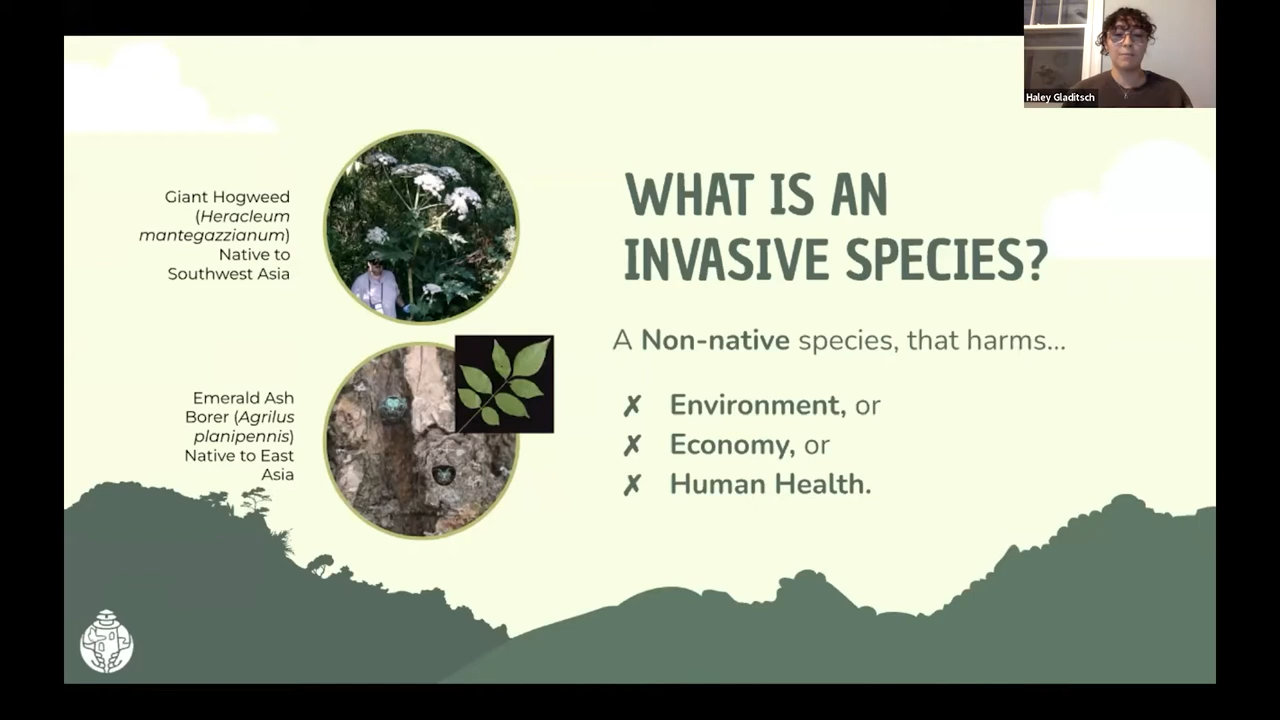 Haley Gladitsch
WHAT IS AN
INVASIVE SPECIES?
A Non-native species, that harms...
✗ Environment, or
✗ Economy, or
✗ Human Health.
Giant Hogweed
(Heracleum
mantegazzianum)
Native to
Southwest Asia
Emerald Ash
Borer (Agrilus
planipennis)
Native to East
Asia